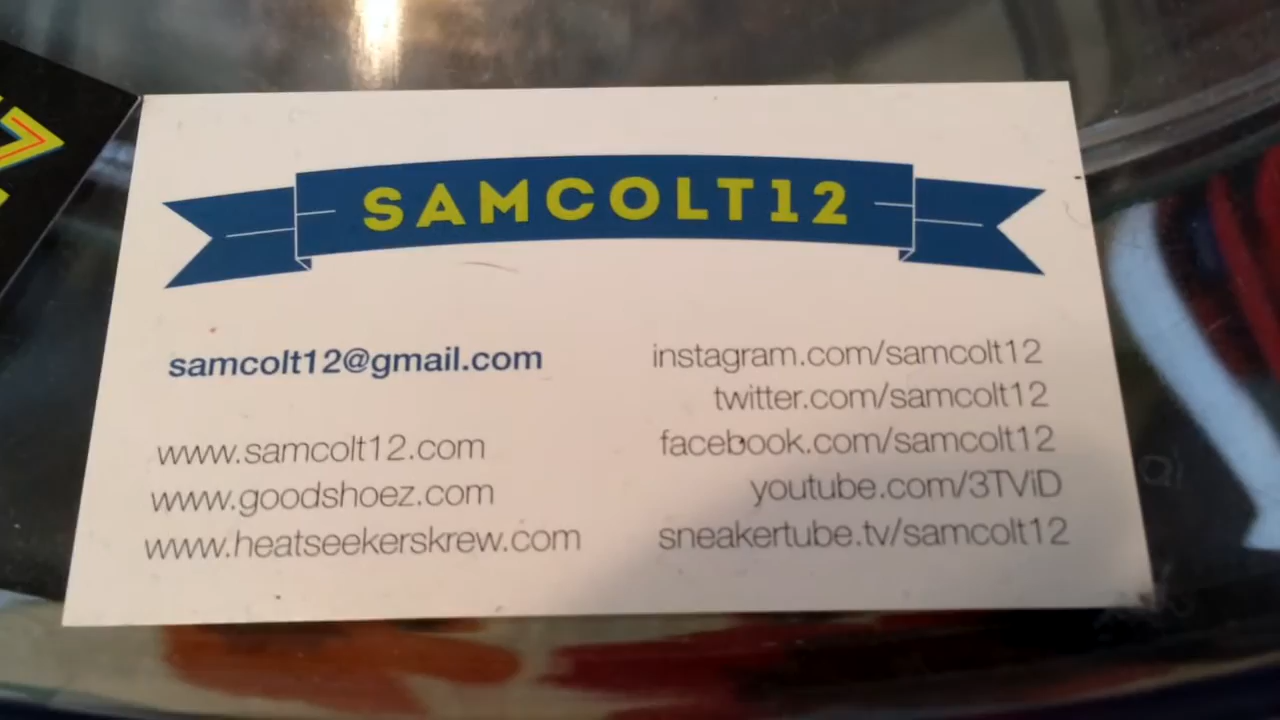 SAMCOLT12
samcolt12@gmail.com
www.samcolt12.com
www.goodshoez.com
www.heatseekerskrew.com
instagram.com/samcolt12
twitter.com/samcolt12
facebook.com/samcolt12
youtube.com/3TViD
sneakertube.tv/samcolt12